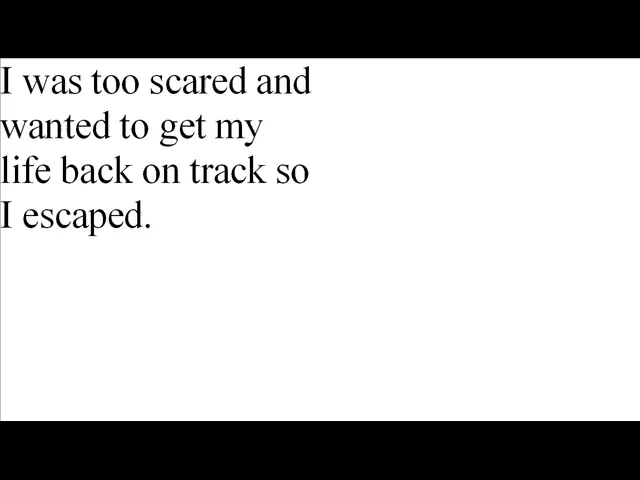 I was too scared and
wanted to get my
life back on track so
I escaped.